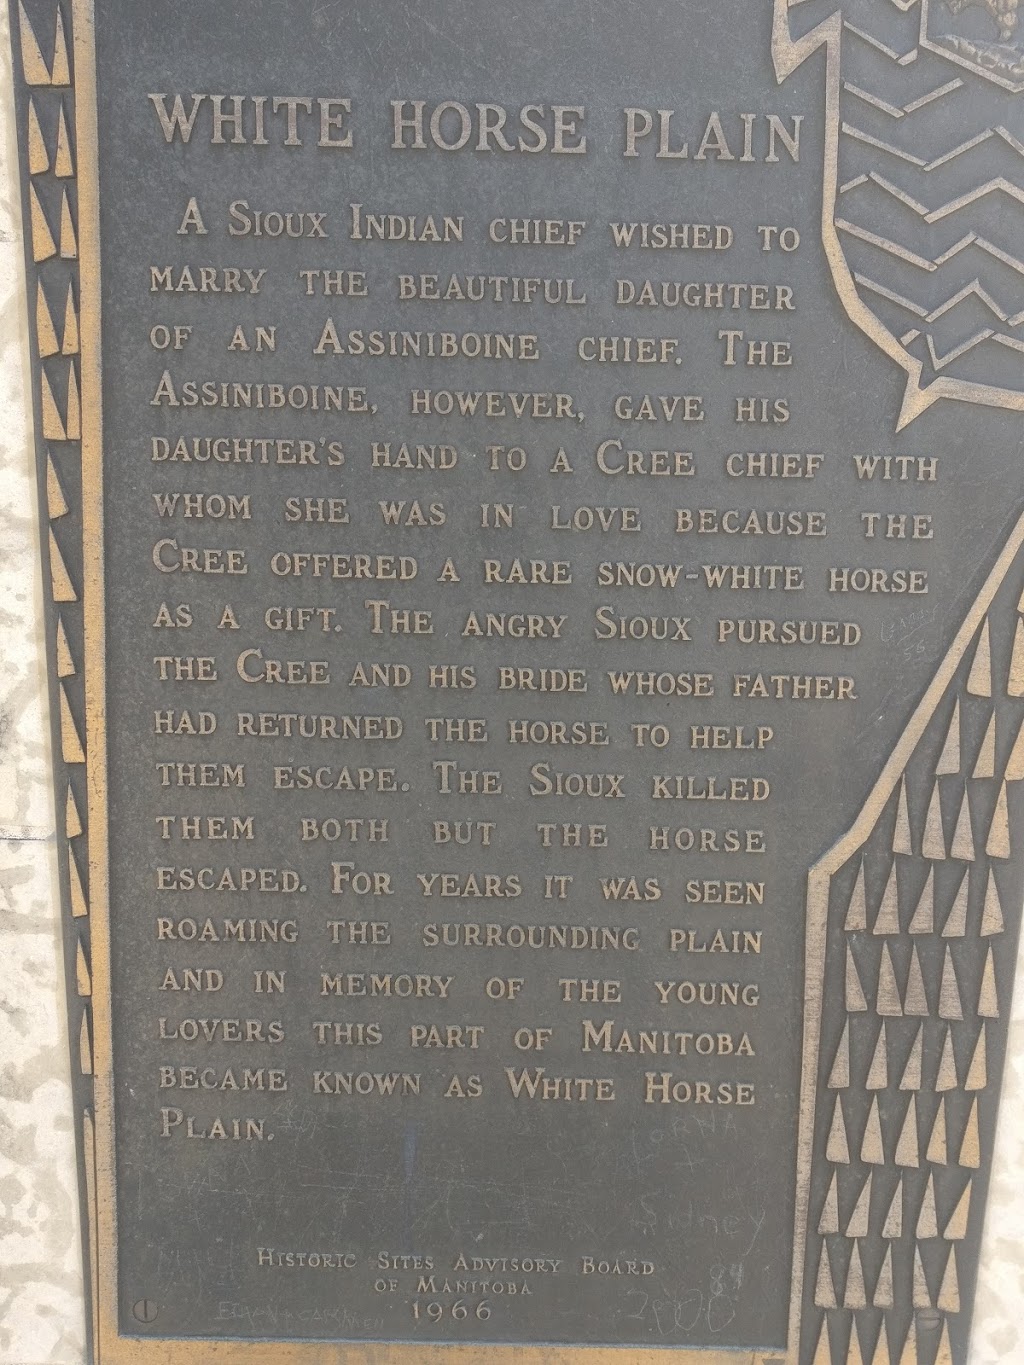 WHITE HORSE PLAIN
A SIOUX INDIAN CHIEF WISHED TO
MARRY THE BEAUTIFUL DAUGHTER
OF AN ASSINIBOINE CHIEF. THE
ASSINIBOINE, HOWEVER, GAVE HIS
DAUGHTER'S HAND TO A CREE CHIEF WITH
WHOM SHE WAS IN LOVE BECAUSE THE
CREE OFFERED A RARE SNOW-WHITE HORSE
AS A GIFT. THE ANGRY SIOUX PURSUED
THE CREE AND HIS BRIDE WHOSE FATHER
HAD RETURNED THE HORSE TO HELP
THEM ESCAPE. THE SIOUX KILLED
THEM BOTH BUT THE HORSE
ESCAPED. FOR YEARS IT WAS SEEN
ROAMING THE SURROUNDING PLAIN
AND IN MEMORY OF THE YOUNG
LOVERS THIS PART OF MANITOBA
BECAME KNOWN AS WHITE HORSE
PLAIN.
Sidney
HISTORIC SITES ADVISORY BOARD
OF MANITOBA
1966